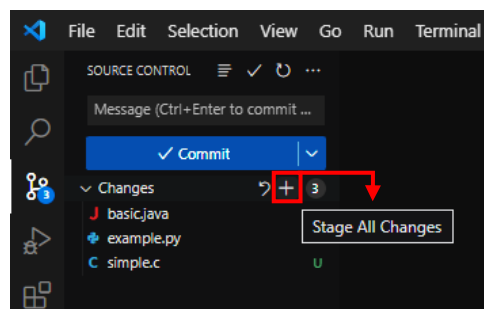 File Edit Selection View Go Run Terminal
SOURCE CONTROL
Message (Ctrl+Enter to commit ...
Commit
Changes 3
J basic.java
example.py
C simple.c U
3
Stage All Changes